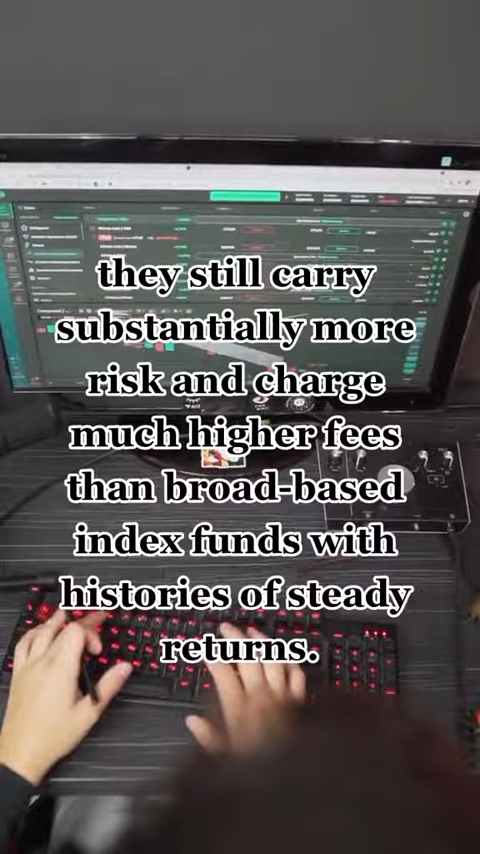 they still carry
substantially more
risk and charge
much higher fees
than broad-based
index funds with
histories of steady
returns.